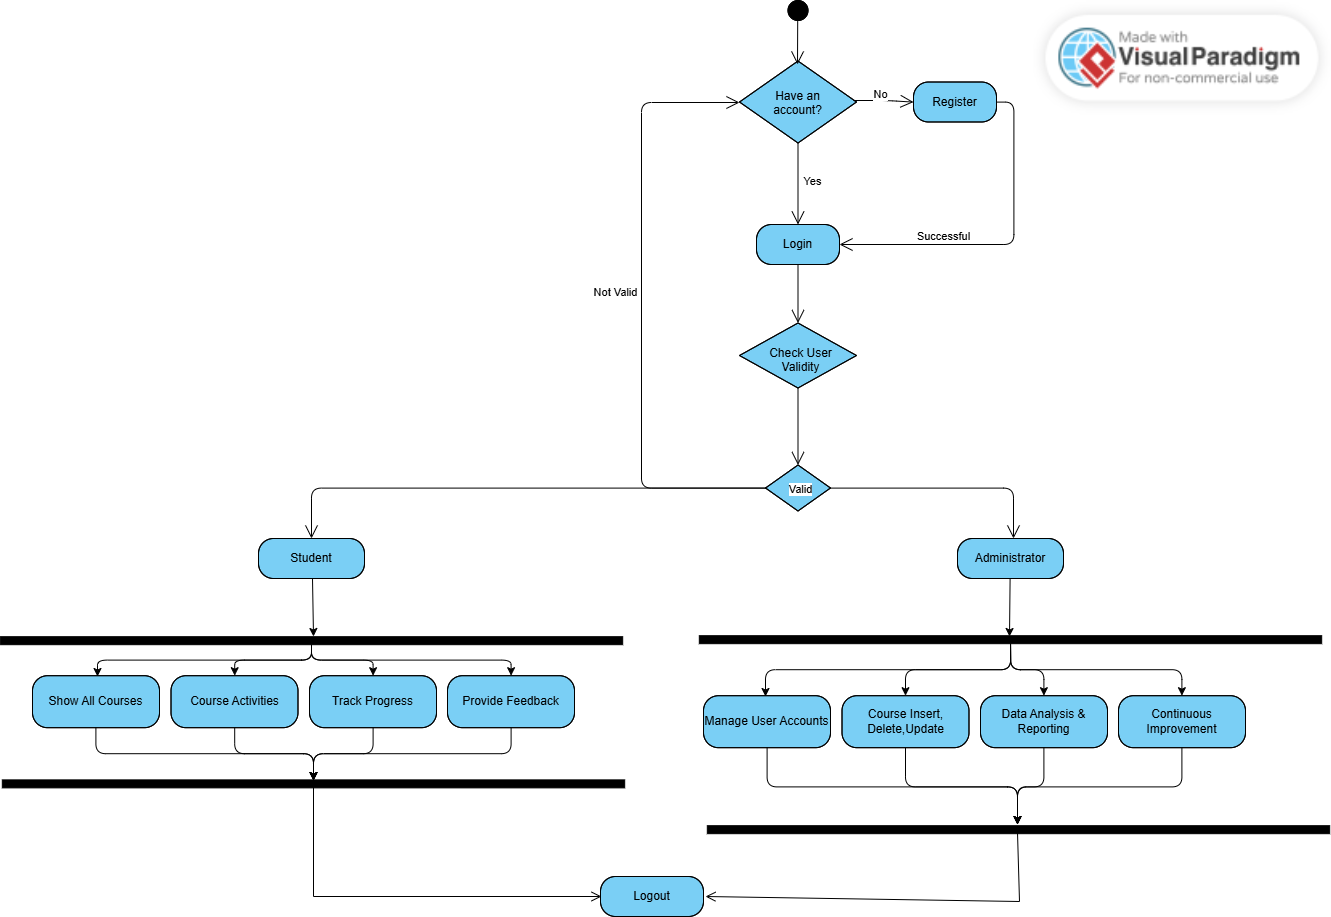 Made with
Visual Paradigm
For non-commercial use
Have an
account?
No
Register
Yes
Login
Successful
Not Valid
Check User
Validity
Valid
Student
Administrator
Show All Courses
Course Activities
Track Progress
Provide Feedback
Manage User Accounts
Course Insert,
Delete,Update
Data Analysis &
Reporting
Continuous
Improvement
Logout